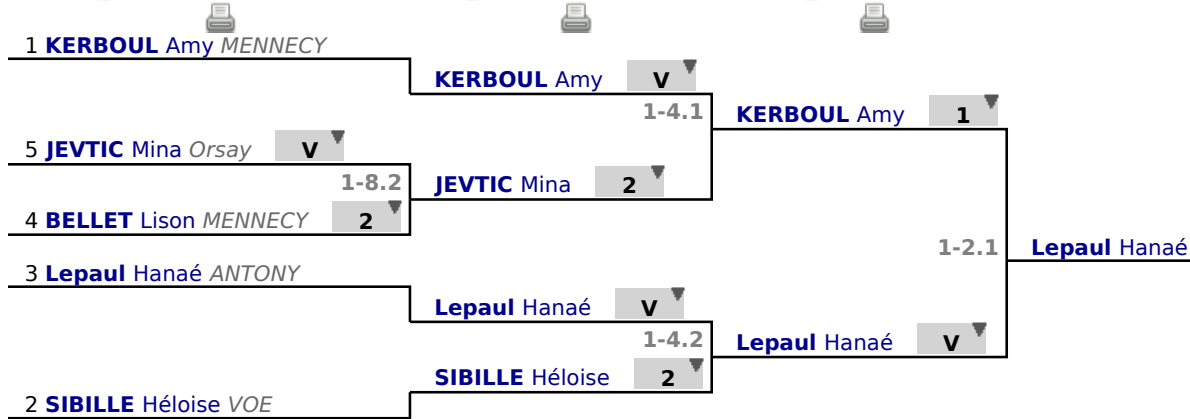 1 KERBOUL Amy MENNECY
KERBOUL Amy V
1-4.1
KERBOUL Amy 1
5 JEVTIC Mina Orsay V
1-8.2
JEVTIC Mina 2
4 BELLET Lison MENNECY 2
1-2.1
Lepaul Hanaé
3 Lepaul Hanaé ANTONY
Lepaul Hanaé V
1-4.2
Lepaul Hanaé V
SIBILLE Héloise 2
2 SIBILLE Héloise VOE